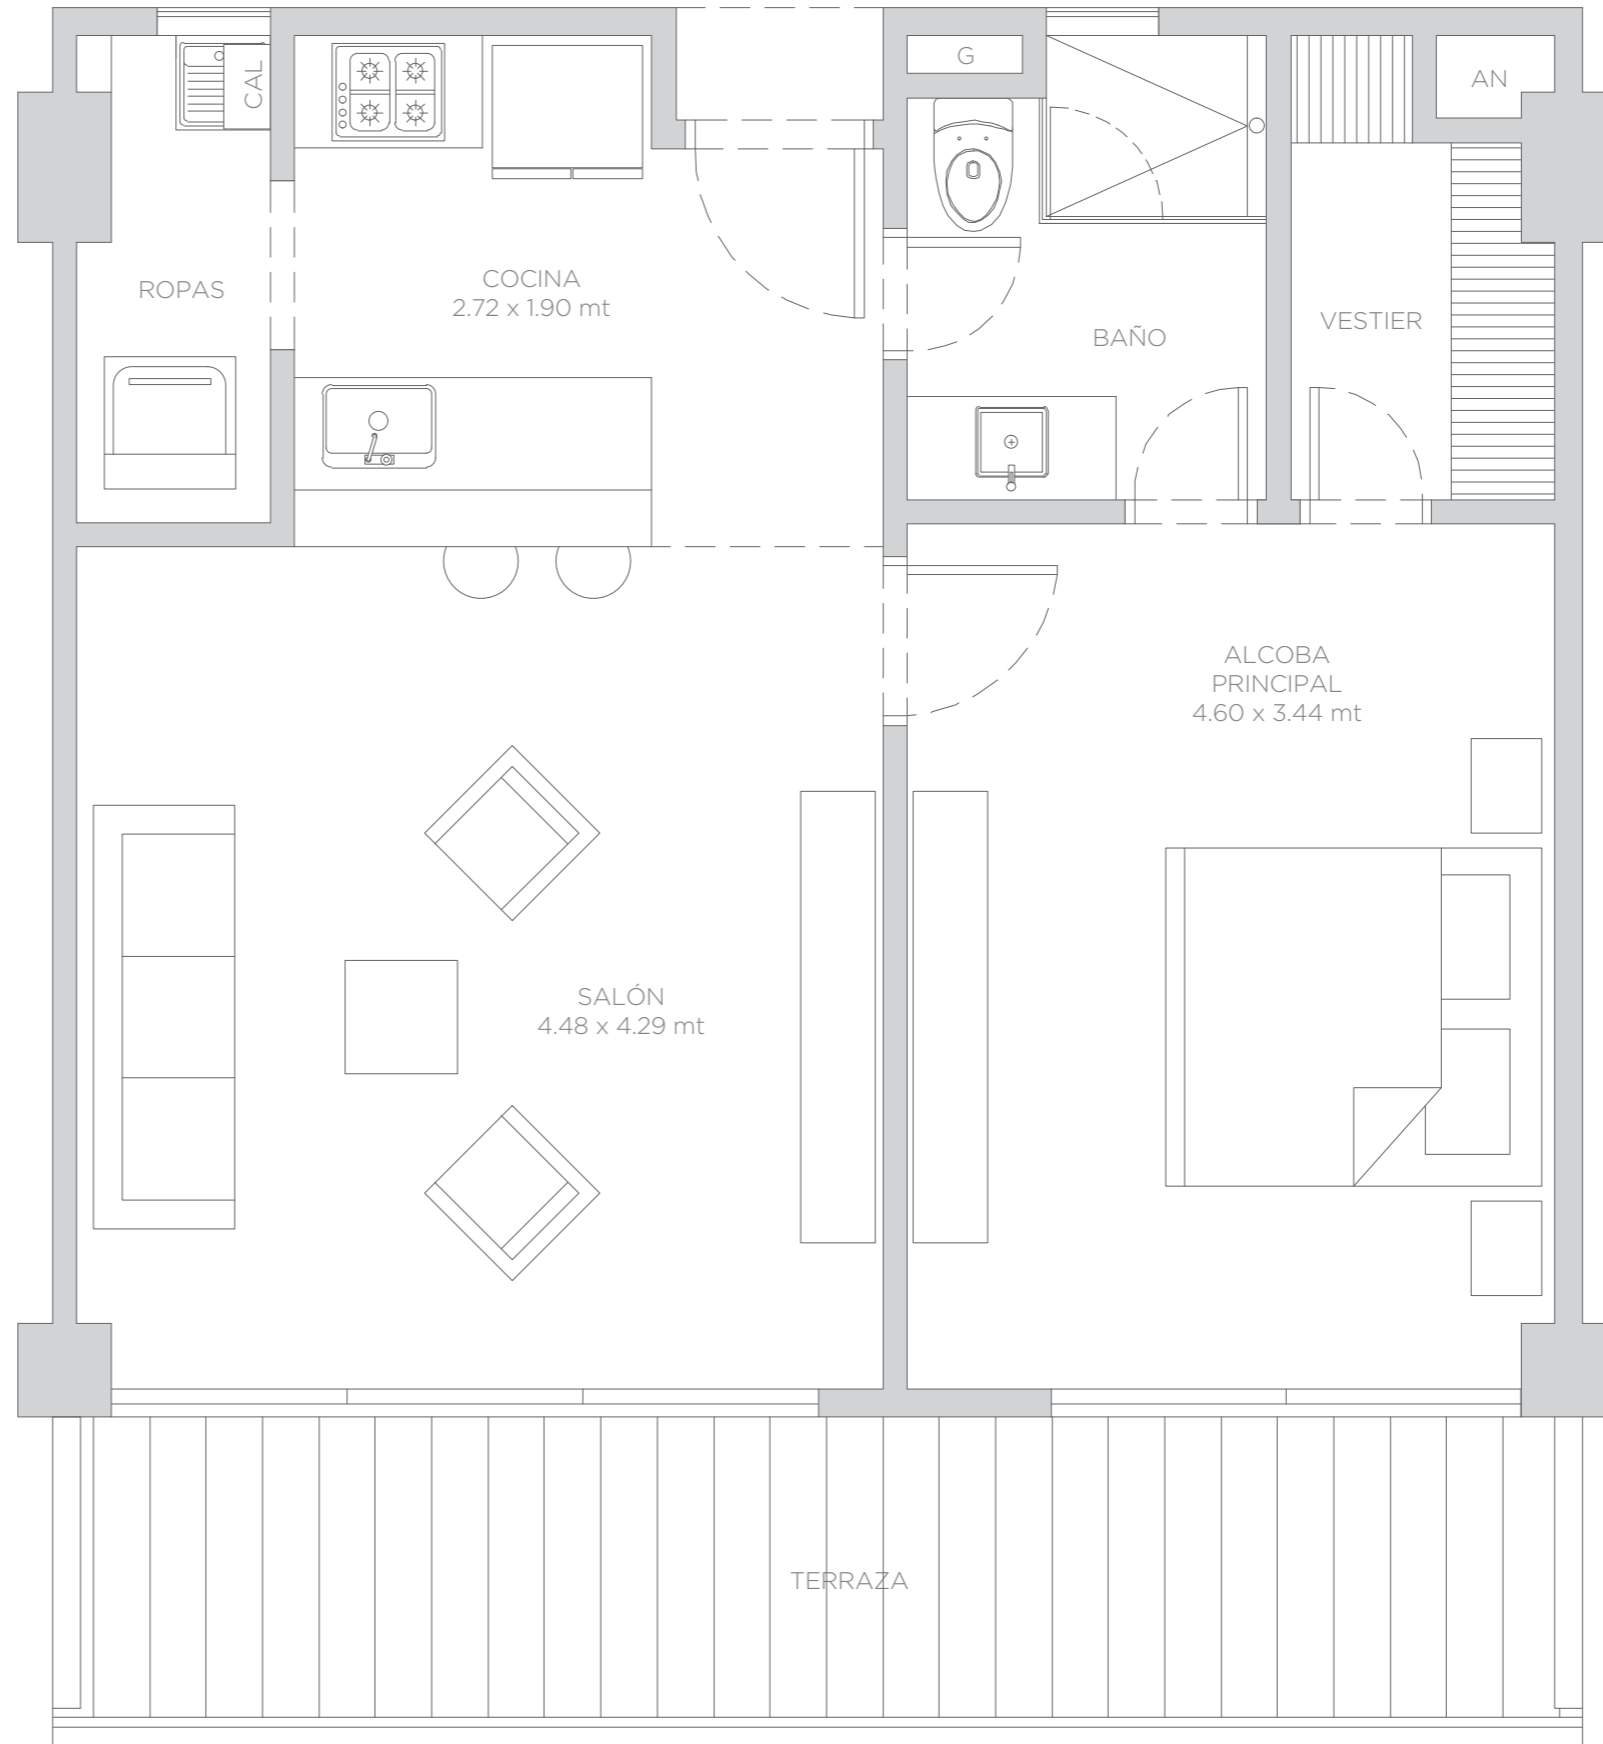 G
CAL
AN
ROPAS
COCINA
2.72 x 1.90 mt
BAÑO
VESTIER
ALCOBA
PRINCIPAL
4.60 x 3.44 mt
SALÓN
4.48 x 4.29 mt
TERRAZA